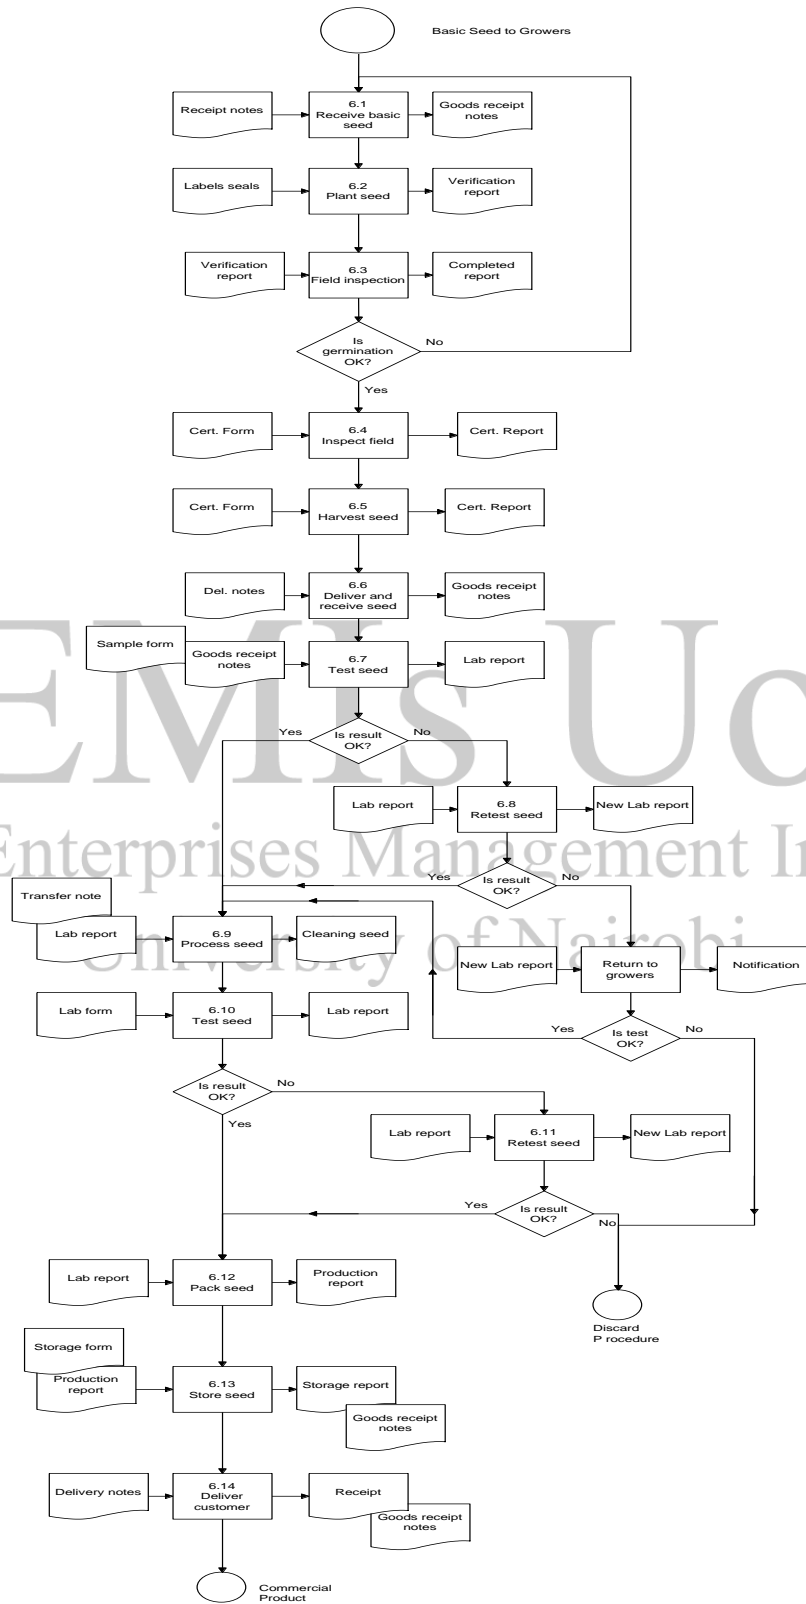 Basic Seed to Growers
Receipt notes
6.1
Receive basic
seed
Goods receipt
notes
Labels seals
6.2
Plant seed
Verification
report
Verification
report
6.3
Field inspection
Completed
report
Is
germination
OK?
No
Yes
Cert. Form
6.4
Inspect field
Cert. Report
Cert. Form
6.5
Harvest seed
Cert. Report
Del. notes
6.6
Deliver and
receive seed
Goods receipt
notes
Sample form
Goods receipt
notes
6.7
Test seed
Lab report
EMIs Uo
Yes
Is result
OK?
No
Lab report
6.8
Retest seed
New Lab report
Enterprises Management In
Yes
Is result
OK?
No
Transfer note
Lab report
6.9
Process seed
Cleaning seed
University of Nairobi
New Lab report
Return to
growers
Notification
Lab form
6.10
Test seed
Lab report
Yes
Is test
OK?
No
Is result
OK?
No
Yes
Lab report
6.11
Retest seed
New Lab report
Yes
Is result
OK?
No
Lab report
6.12
Pack seed
Production
report
Discard
P rocedure
Storage form
Production
report
6.13
Store seed
Storage report
Goods receipt
notes
Delivery notes
6.14
Deliver
customer
Receipt
Goods receipt
notes
Commercial
Product